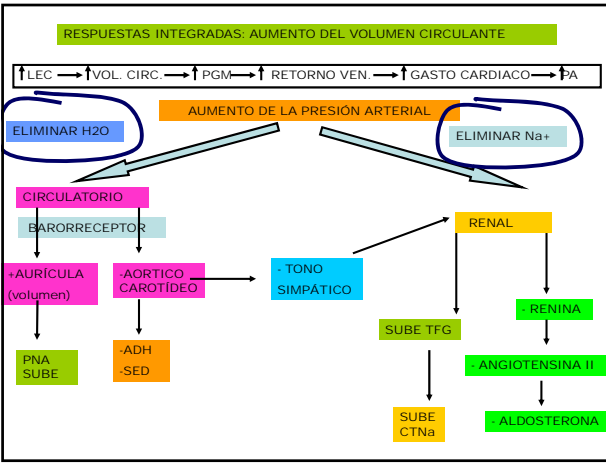 RESPUESTAS INTEGRADAS: AUMENTO DEL VOLUMEN CIRCULANTE
LEC VOL. CIRC. PGM RETORNO VEN. GASTO CARDIACO PA
AUMENTO DE LA PRESIÓN ARTERIAL
ELIMINAR H2O
ELIMINAR Na+
CIRCULATORIO
BARORRECEPTOR
RENAL
+AURÍCULA
(volumen)
-AORTICO
CAROTÍDEO
- TONO
SIMPÁTICO
- RENINA
SUBE TFG
PNA
SUBE
-ADH
-SED
- ANGIOTENSINA II
SUBE
CTNa
- ALDOSTERONA